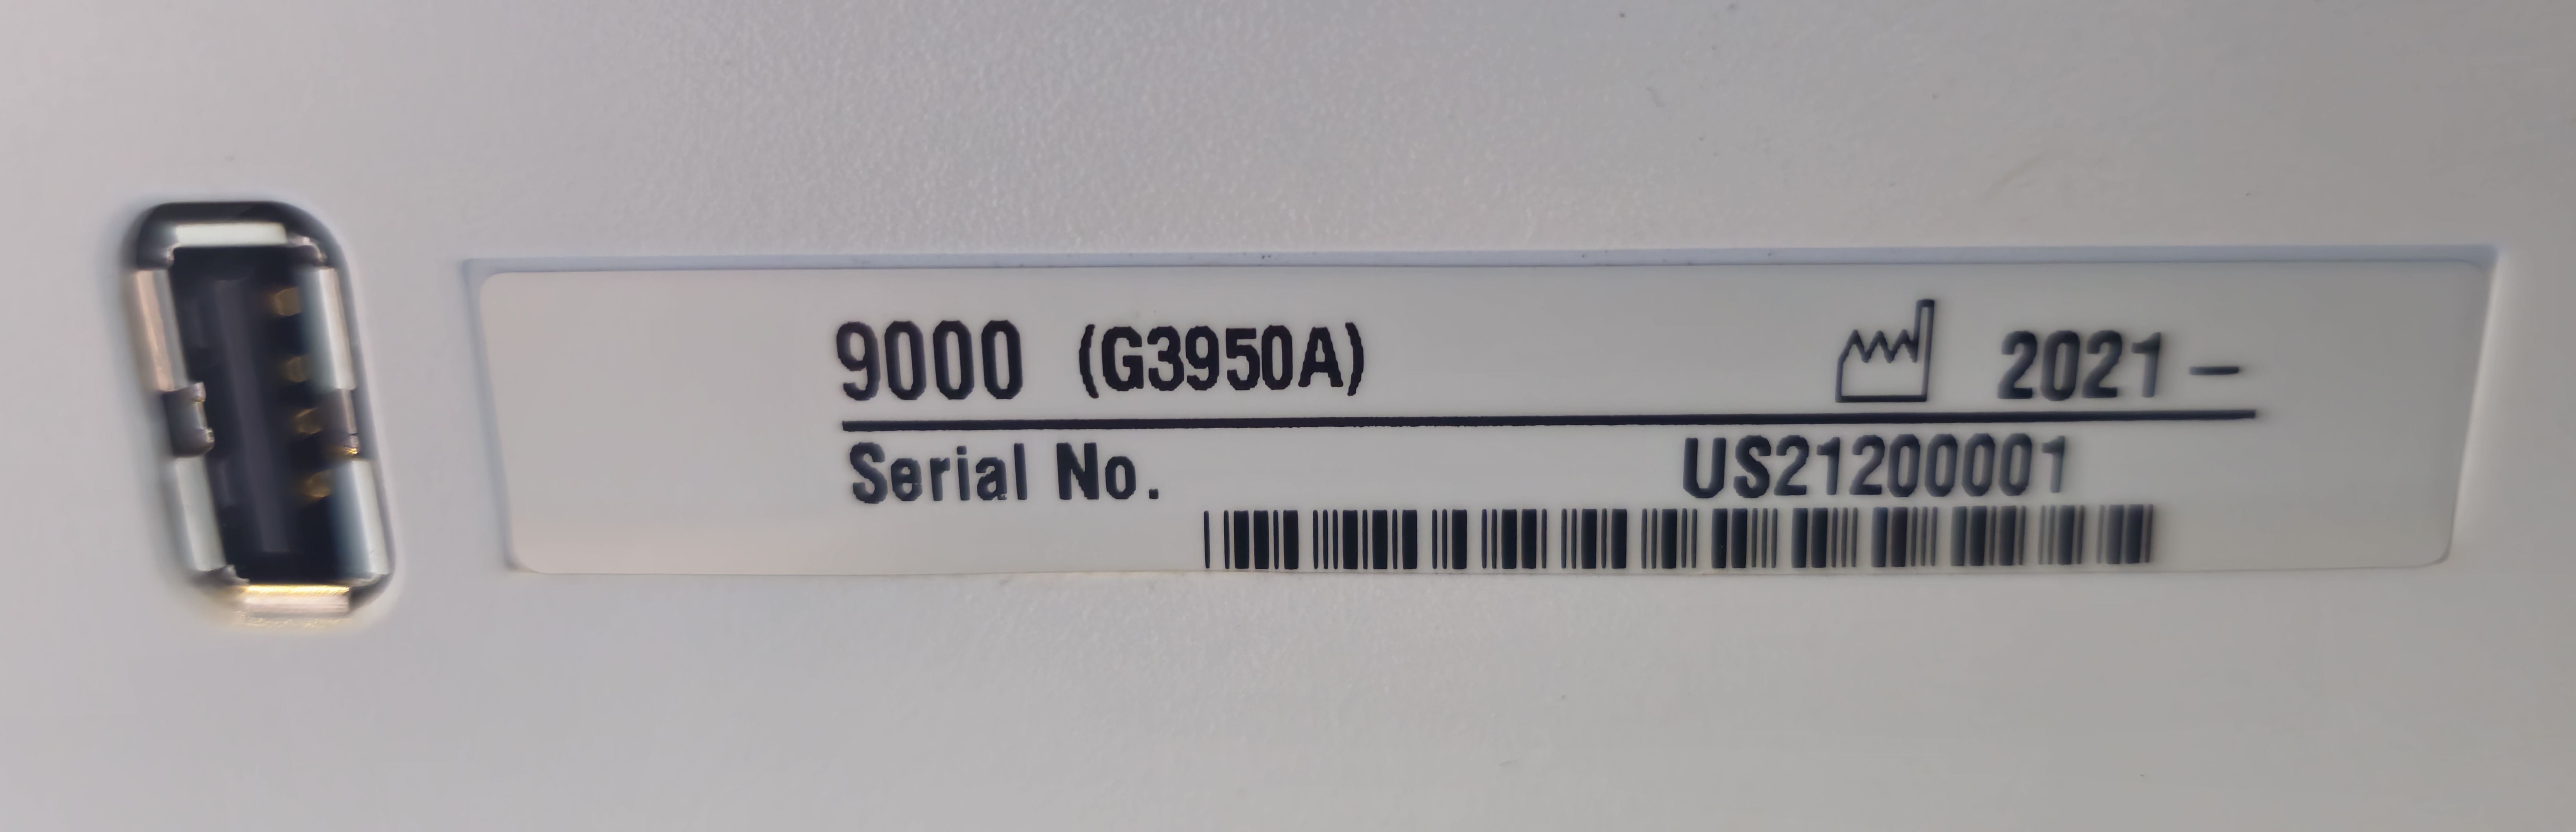 9000 (G3950A) 2021 –
Serial No. US21200001